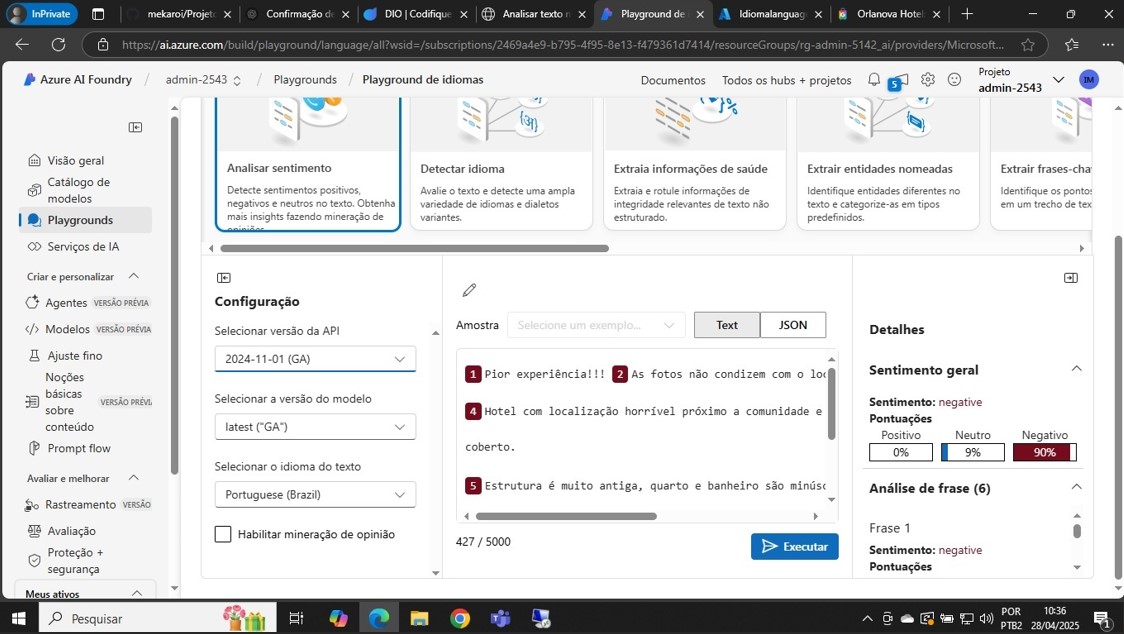 InPrivate
mekaroi/Projet
Confirmação de
DIO | Codifique
Analisar texto n
Playground de
Idiomalanguag
Orlanova Hotel
https://ai.azure.com/build/playground/language/all?wsid=/subscriptions/2469a4e9-b795-4f95-8e13-f479361d7414/resourceGroups/rg-admin-5142_ai/providers/Microsoft...
Azure AI Foundry / admin-2543 / Playgrounds / Playground de idiomas
Documentos
Todos os hubs + projetos
5
Projeto
admin-2543
IM
Visão geral
Catálogo de
modelos
Playgrounds
Serviços de IA
Criar e personalizar
Agentes VERSÃO PRÉVIA
Modelos VERSÃO PRÉVIA
Ajuste fino
Noções
básicas
sobre
conteúdo
VERSÃO PRÉVI
Prompt flow
Avaliar e melhorar
Rastreamento VERSÃO
Avaliação
Proteção +
segurança
Meus ativos
Analisar sentimento
Detecte sentimentos positivos,
negativos e neutros no texto. Obtenha
mais insights fazendo mineração de
opiniões.
Detectar idioma
Avalie o texto e detecte uma ampla
variedade de idiomas e dialetos
variantes.
Extraia informações de saúde
Extraia e rotule informações de
integridade relevantes de texto não
estruturado.
Extrair entidades nomeadas
Identifique entidades diferentes no
texto e categorize-as em tipos
predefinidos.
Extrair frases-cha
Identifique os pontos
em um trecho de tex
Configuração
Selecionar versão da API
2024-11-01 (GA)
Selecionar a versão do modelo
latest ("GA")
Selecionar o idioma do texto
Portuguese (Brazil)
Habilitar mineração de opinião
Amostra
Selecione um exemplo...
Text
JSON
1 Pior experiência!!! 2 As fotos não condizem com o loc
4 Hotel com localização horrível próximo a comunidade e
coberto.
5 Estrutura é muito antiga, quarto e banheiro são minúsc
427 / 5000
Executar
Detalhes
Sentimento geral
Sentimento: negative
Pontuações
Positivo Neutro Negativo
0% 9% 90%
Análise de frase (6)
Frase 1
Sentimento: negative
Pontuações
Pesquisar
POR
PTB2
10:36
28/04/2025
1